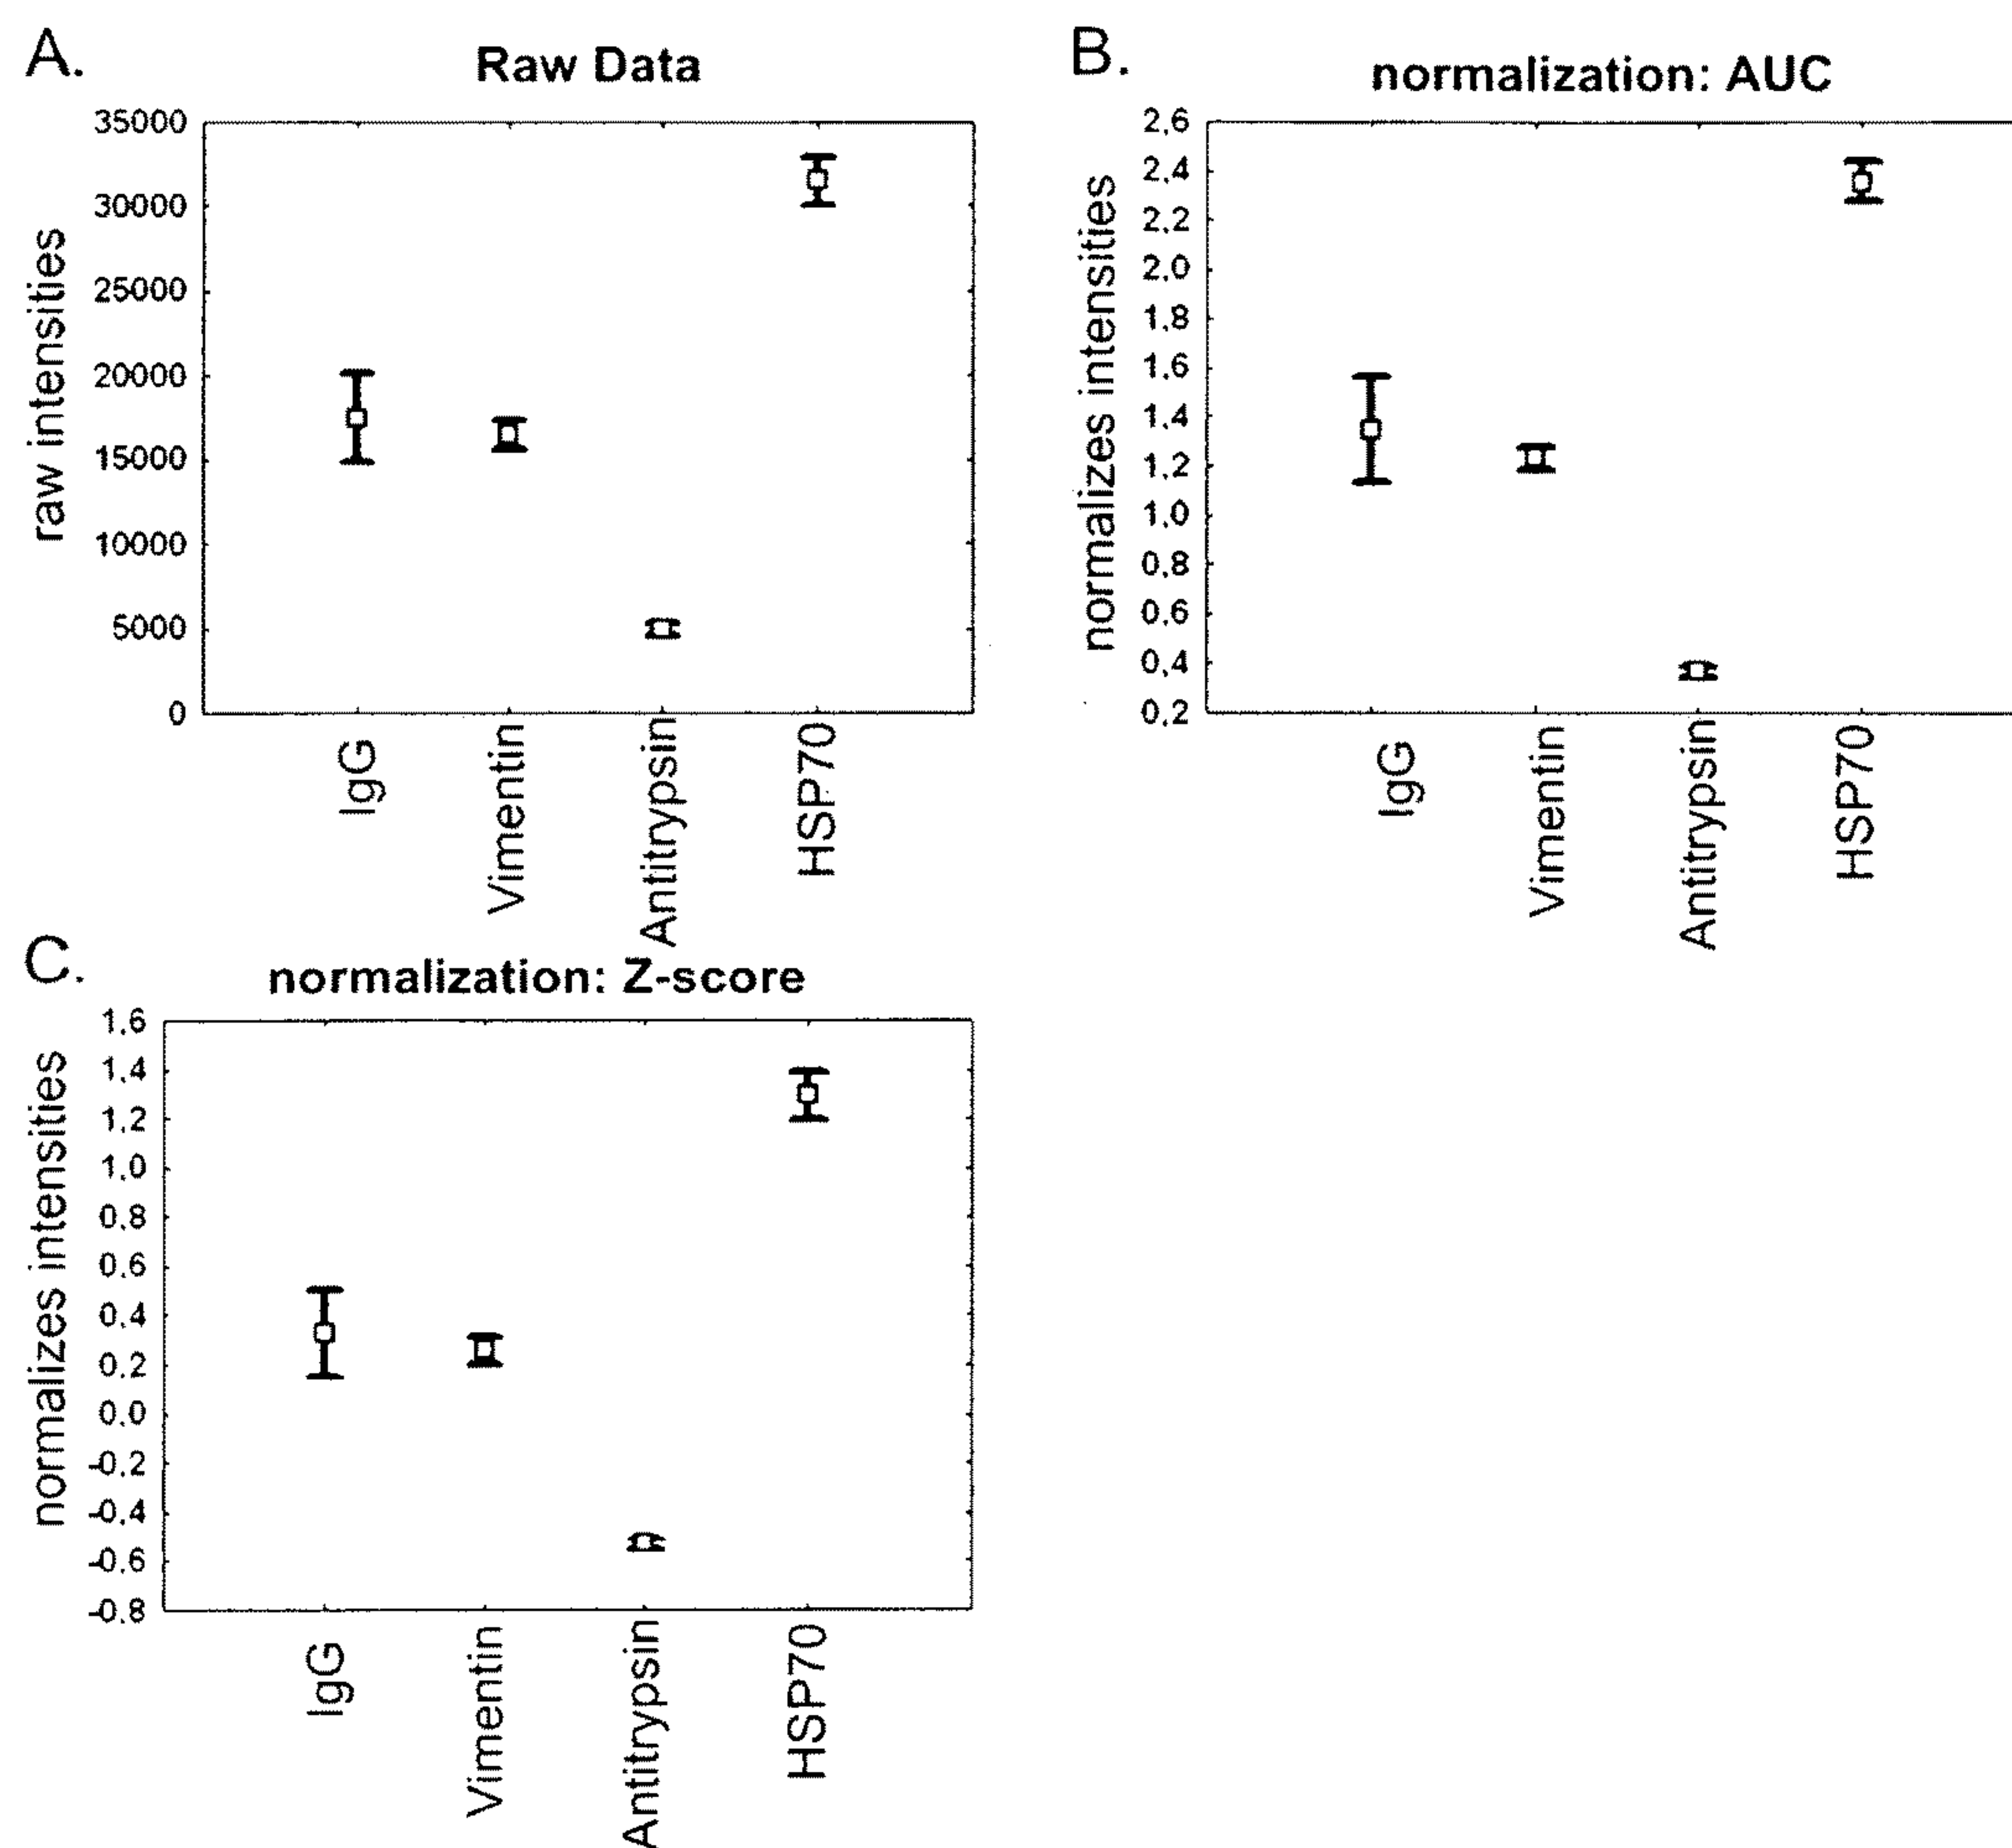 A.
Raw Data
raw intensities
35000
30000
25000
20000
15000
10000
5000
0
IgG
Vimentin
Antitrypsin
HSP70
B.
normalization: AUC
normalizes intensities
2,6
2,4
2,2
2,0
1,8
1,6
1,4
1,2
1,0
0,8
0,6
0,4
0,2
IgG
Vimentin
Antitrypsin
HSP70
C.
normalization: Z-score
normalizes intensities
1,6
1,4
1,2
1,0
0,8
0,6
0,4
0,2
0,0
-0,2
-0,4
-0,6
-0,8
IgG
Vimentin
Antitrypsin
HSP70